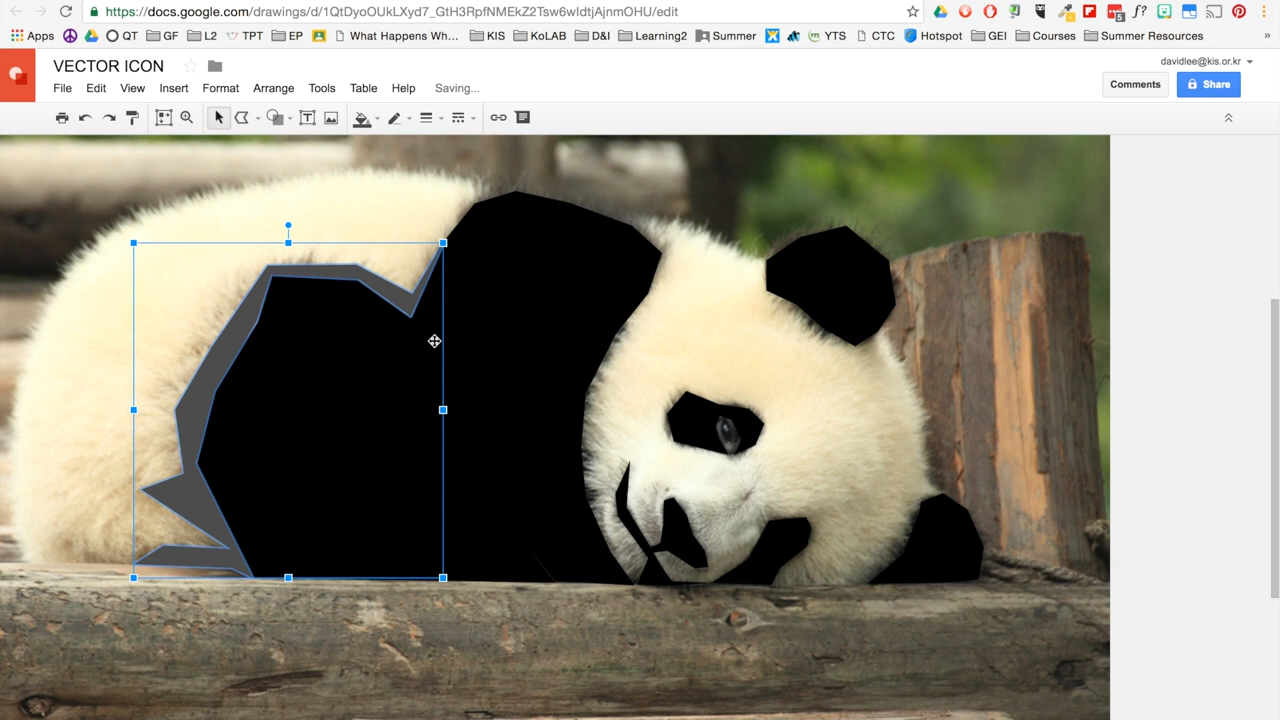 https://docs.google.com/drawings/d/1QtDyoOUkLXyd7_GtH3RpfNMEkZ2Tsw6wIdtjAjnmOHU/edit
Apps QT GF L2 TPT EP What Happens Wh... KIS KoLAB D&I Learning2 Summer YTS CTC Hotspot GEI Courses Summer Resources »
VECTOR ICON
davidlee@kis.or.kr
File Edit View Insert Format Arrange Tools Table Help Saving...
Comments Share